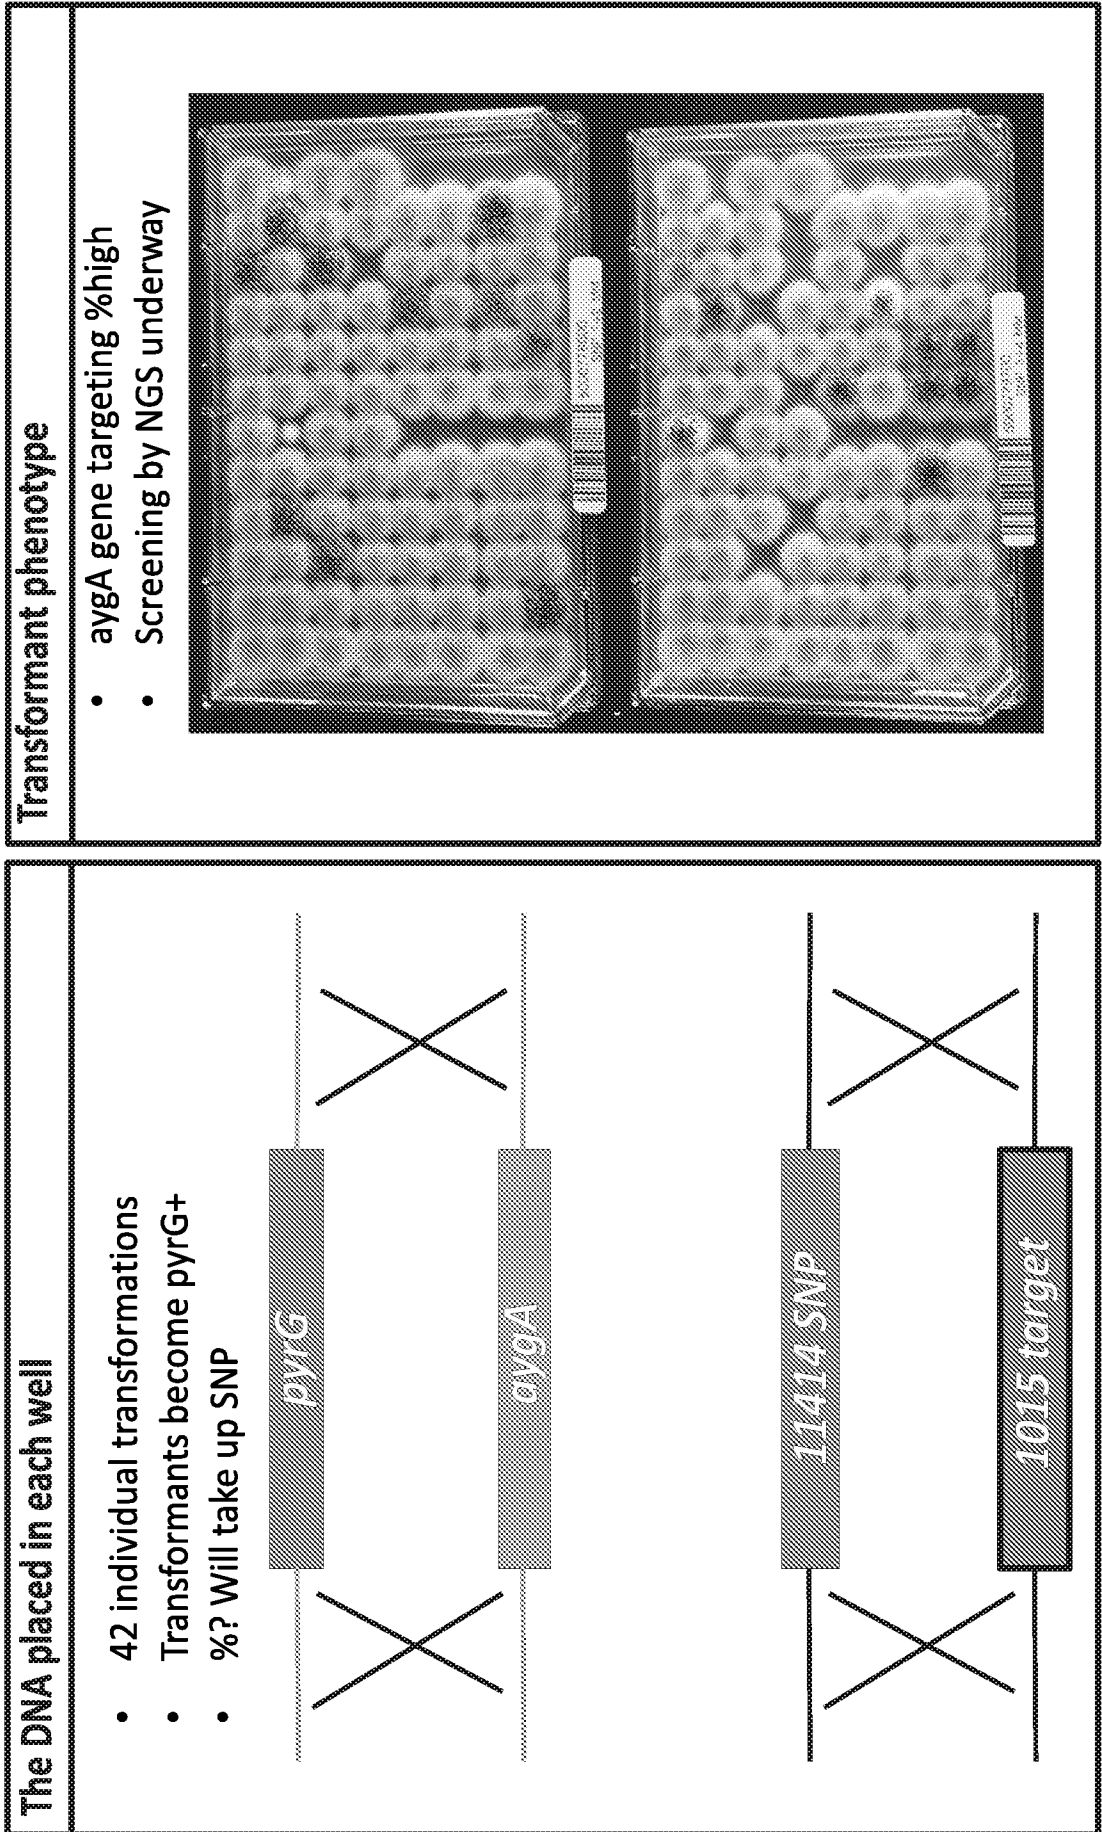 The DNA placed in each well
• 42 individual transformations
• Transformants become pyrG+
• %? Will take up SNP
pyrG
aygA
11414 SNP
1015 target
Transformant phenotype
• aygA gene targeting %high
• Screening by NGS underway